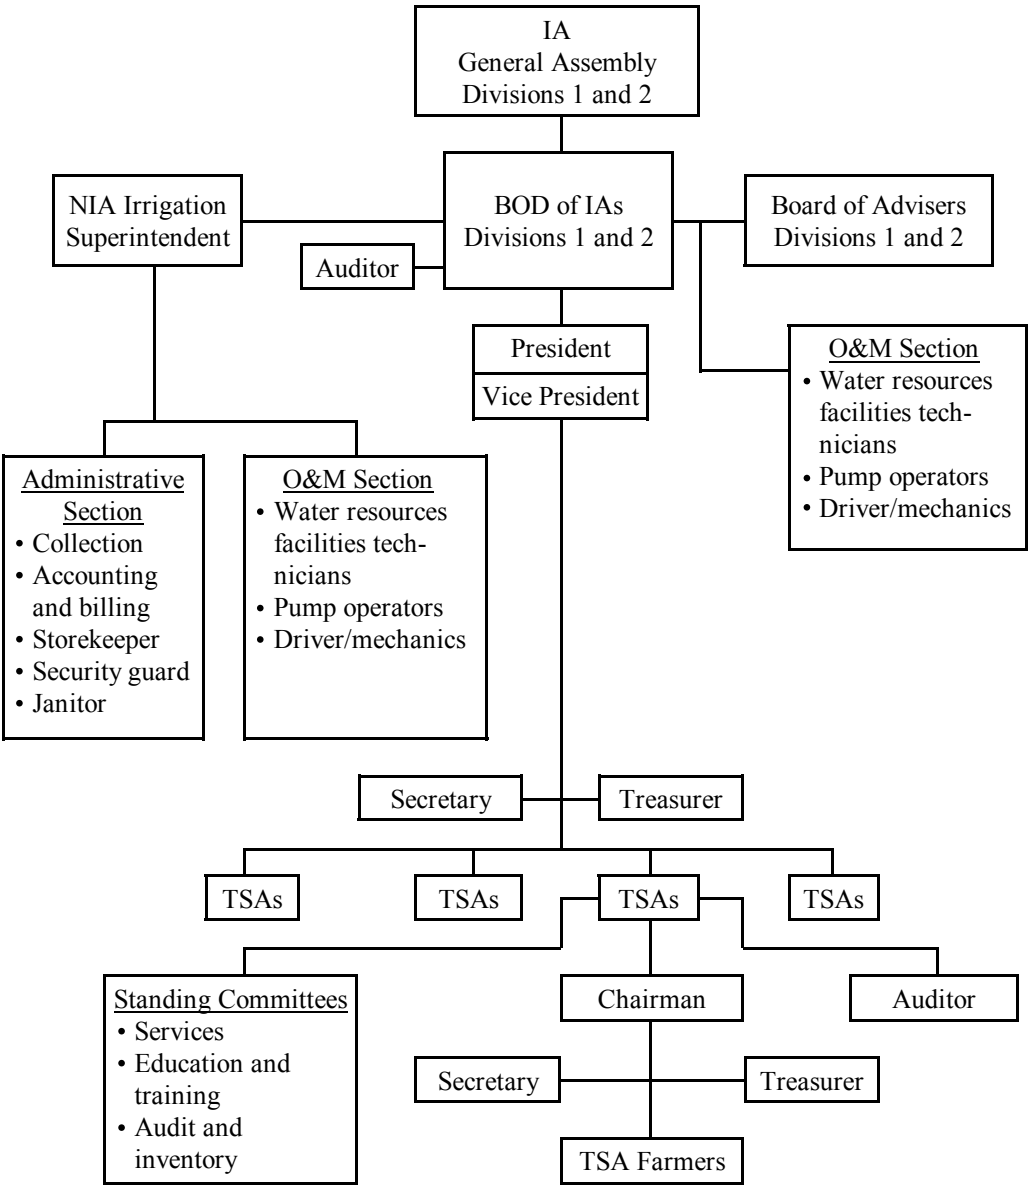 IA
General Assembly
Divisions 1 and 2
NIA Irrigation
Superintendent
BOD of IAs
Divisions 1 and 2
Board of Advisers
Divisions 1 and 2
Auditor
President
Vice President
O&M Section
• Water resources
facilities tech-
nicians
• Pump operators
• Driver/mechanics
Administrative
Section
• Collection
• Accounting
and billing
• Storekeeper
• Security guard
• Janitor
O&M Section
• Water resources
facilities tech-
nicians
• Pump operators
• Driver/mechanics
Secretary
Treasurer
TSAs
TSAs
TSAs
TSAs
Standing Committees
• Services
• Education and
training
• Audit and
inventory
Chairman
Auditor
Secretary
Treasurer
TSA Farmers